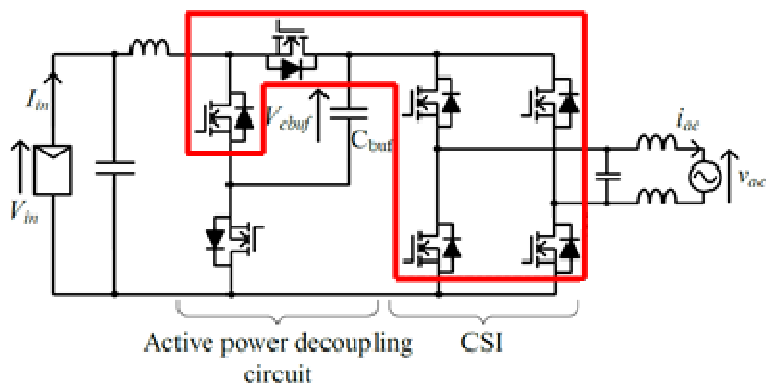 I_in
V_in
V_cbuf
C_buf
i_ac
v_ac
Active power decoupling
circuit
CSI